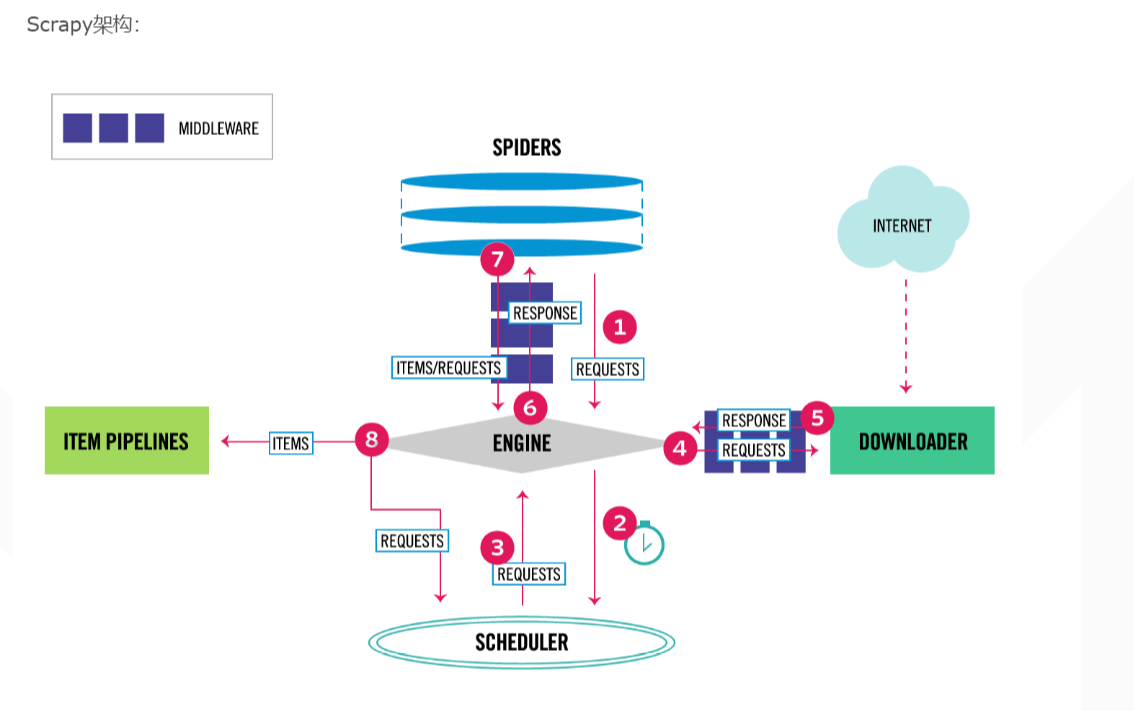 Scrapy架构:
MIDDLEWARE
SPIDERS
INTERNET
7
RESPONSE
1
ITEMS/REQUESTS
REQUESTS
6
RESPONSE
5
ITEM PIPELINES
ITEMS
8
ENGINE
4
REQUESTS
DOWNLOADER
2
REQUESTS
3
REQUESTS
SCHEDULER